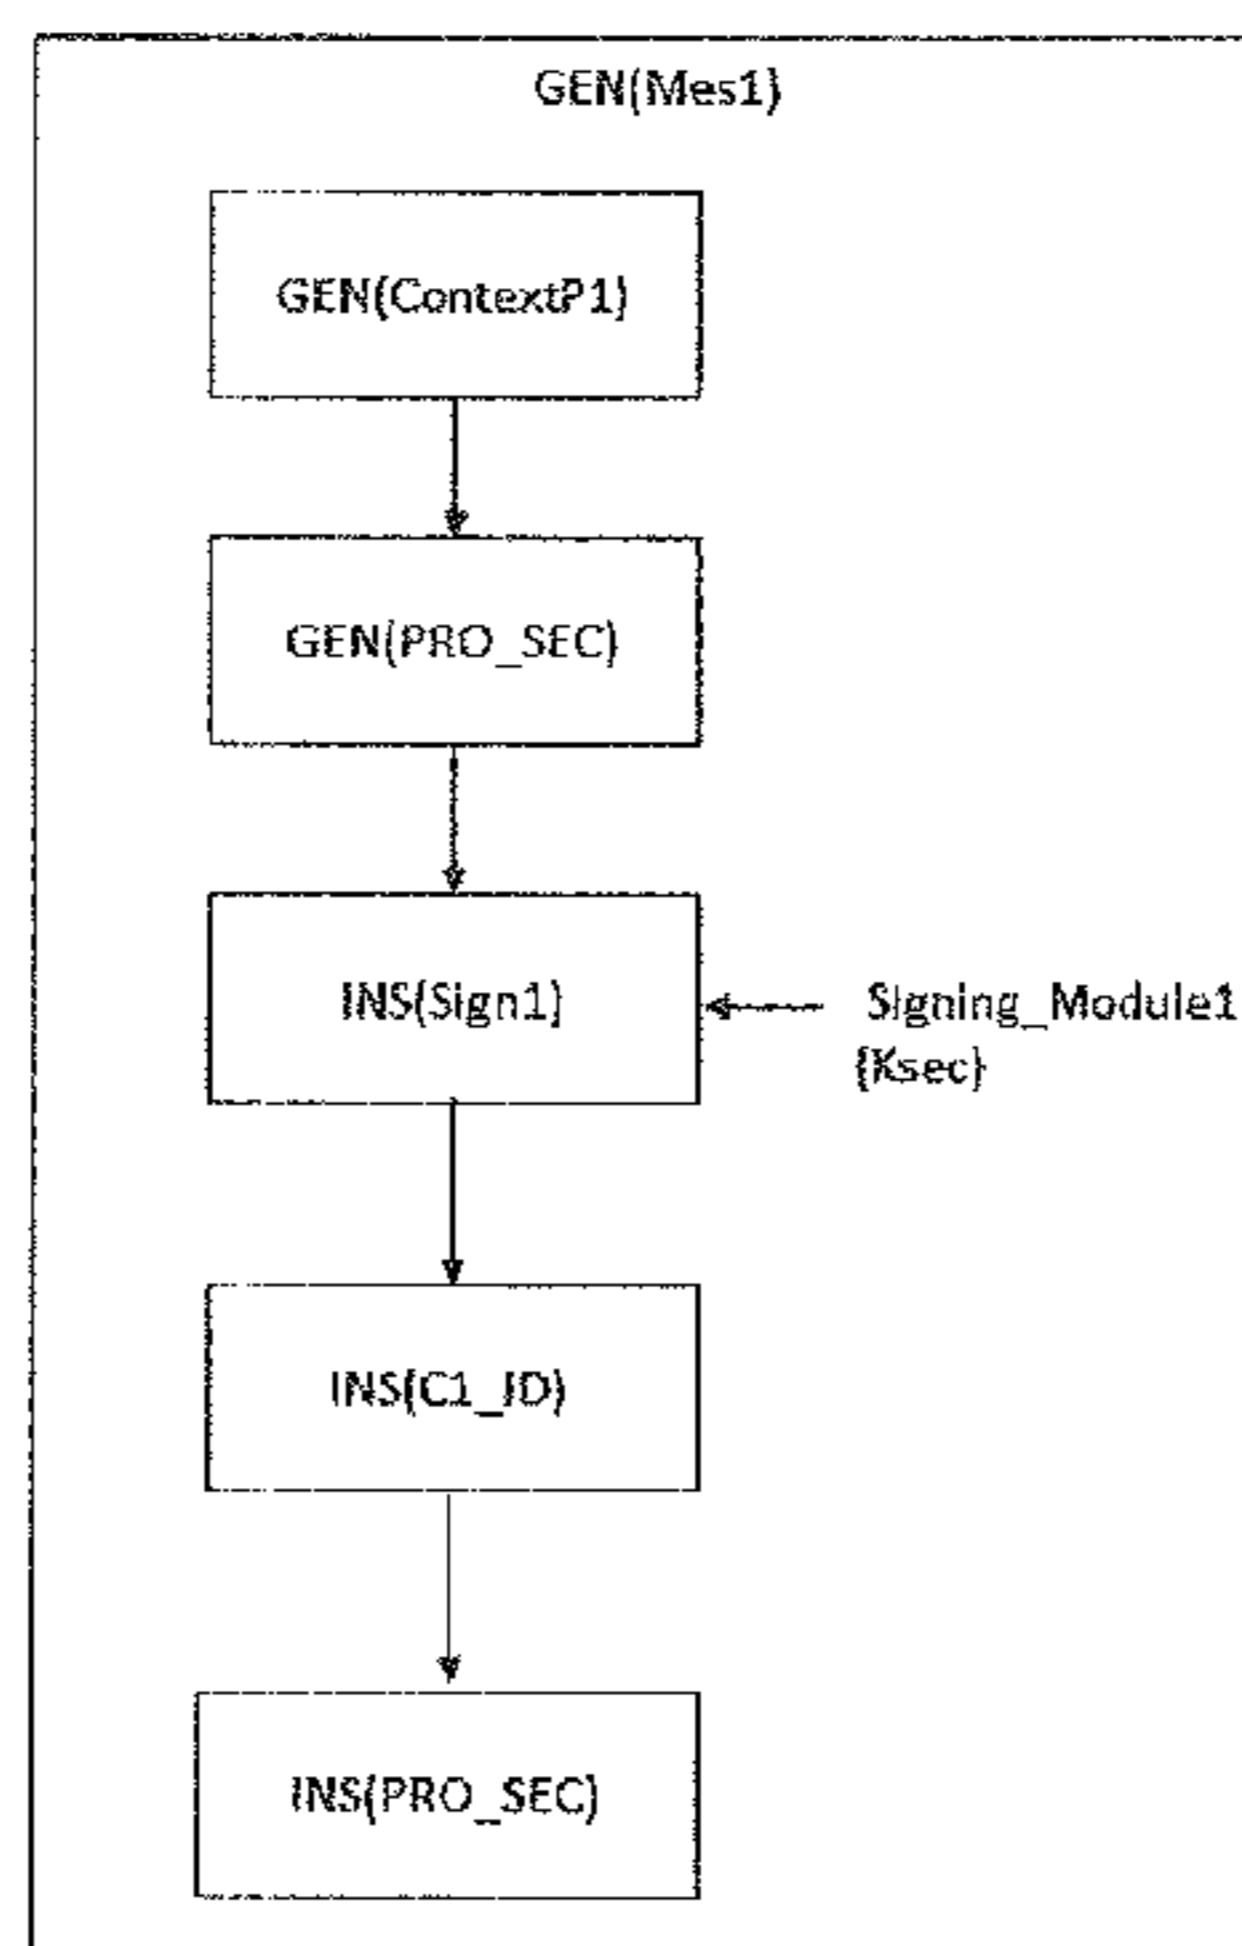 GEN(Mes1)
GEN(ContextP1)
GEN(PRO_SEC)
INS(Sign1)
Signing_Module1
{Ksec}
INS(C1_ID)
INS(PRO_SEC)